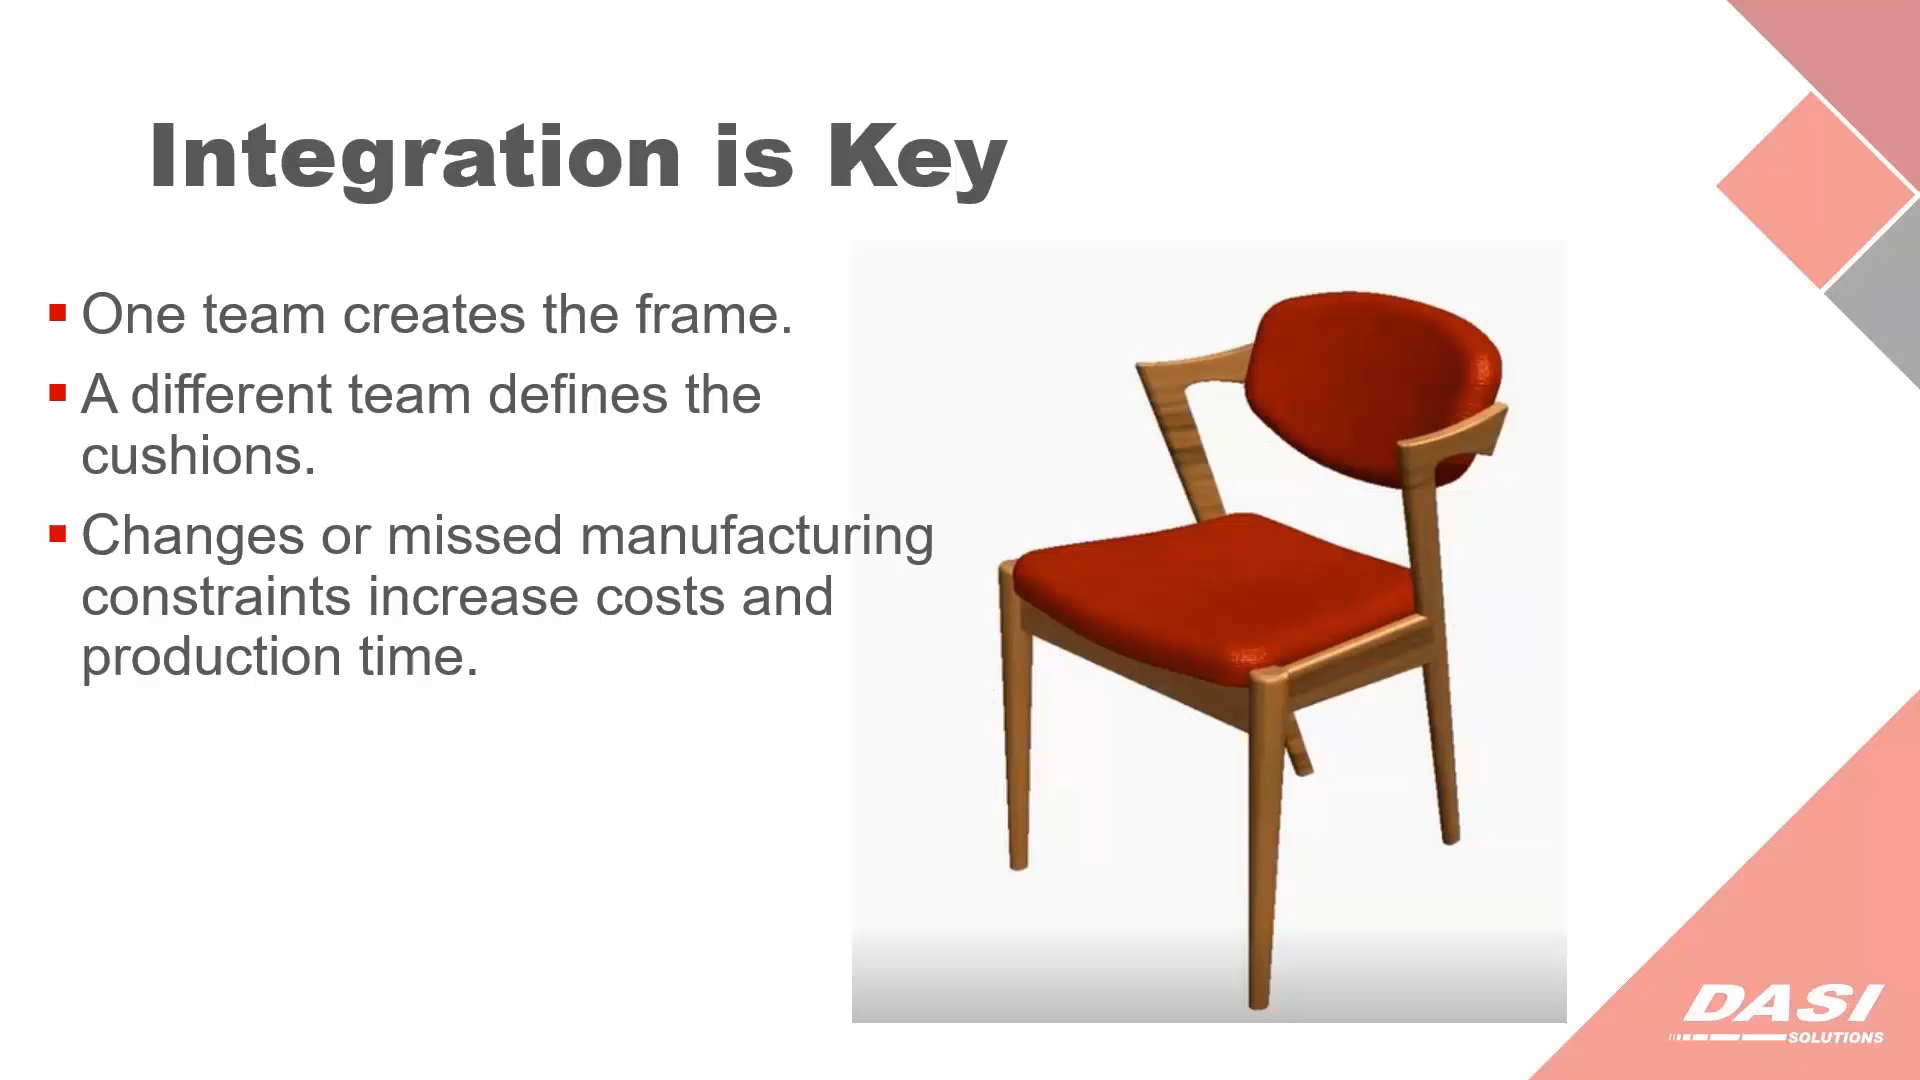 Integration is Key
▪ One team creates the frame.
▪ A different team defines the
cushions.
▪ Changes or missed manufacturing
constraints increase costs and
production time.
DASI
SOLUTIONS